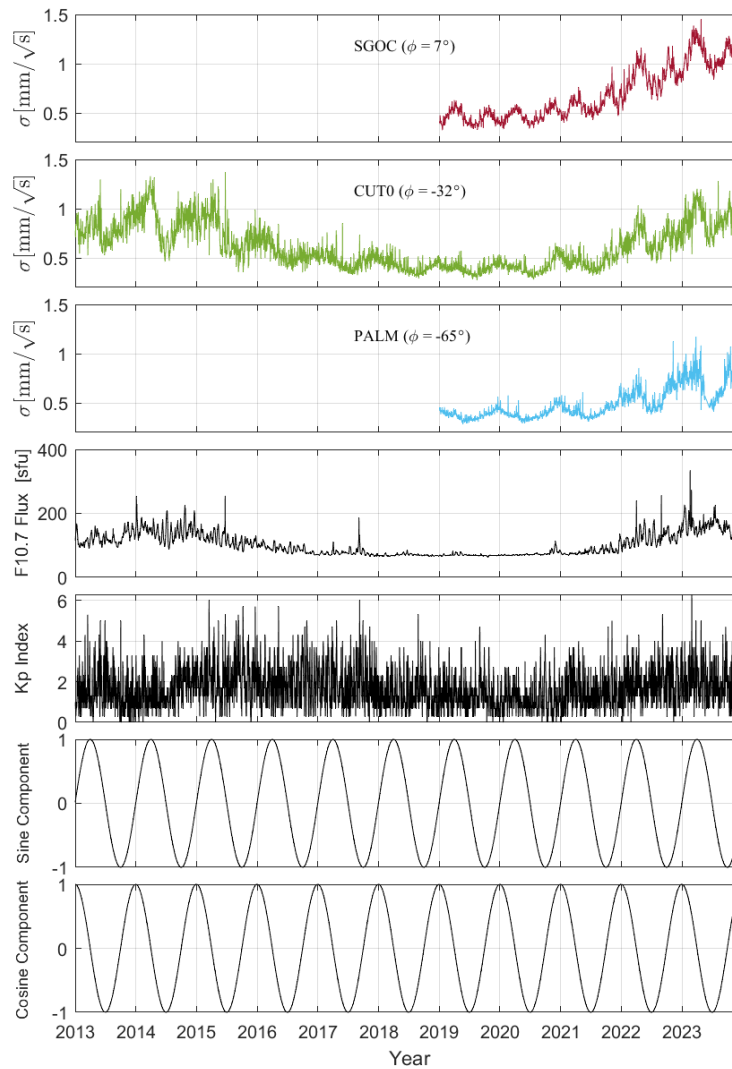 1.5
1
0.5
σ [mm/√s]
SGOC (ϕ = 7°)
1.5
1
0.5
σ [mm/√s]
CUT0 (ϕ = -32°)
1.5
1
0.5
σ [mm/√s]
PALM (ϕ = -65°)
400
200
0
F10.7 Flux [sfu]
6
4
2
0
Kp Index
1
0
-1
Sine Component
1
0
-1
Cosine Component
2013 2014 2015 2016 2017 2018 2019 2020 2021 2022 2023
Year